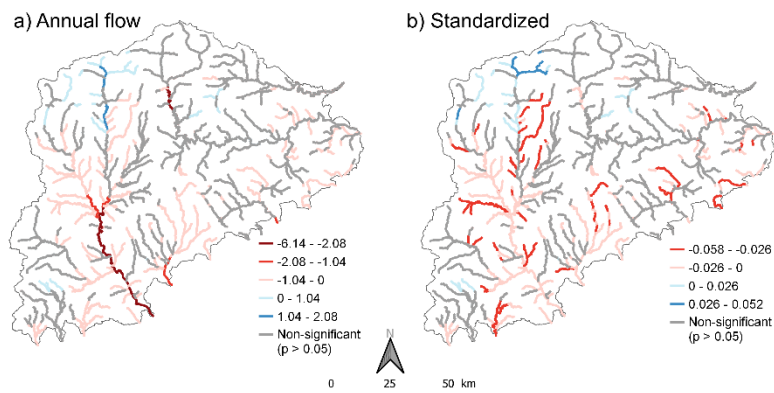 a) Annual flow
b) Standardized
-6.14 - -2.08
-2.08 - -1.04
-1.04 - 0
0 - 1.04
1.04 - 2.08
Non-significant
(p > 0.05)
-0.058 - -0.026
-0.026 - 0
0 - 0.026
0.026 - 0.052
Non-significant
(p > 0.05)
N
0 25 50 km